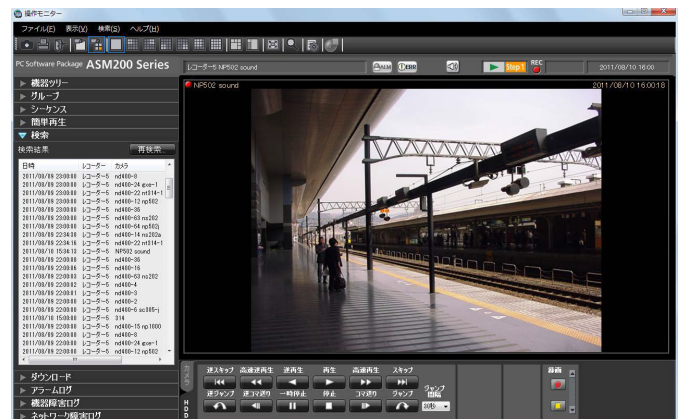 操作モニター
ファイル(F) 表示(V) 検索(S) ヘルプ(H)
PC Software Package ASM200 Series
レコーダー5 NP502 sound
ALM
ERR
Step1
REC
2011/08/10 16:00
機器ツリー
グループ
シーケンス
簡単再生
検索
検索結果 再検索...
日時 レコーダー カメラ
2011/08/09 23:00:00 レコーダー5 nd400-8
2011/08/09 23:00:00 レコーダー5 nd400-24 gxe-1
2011/08/09 23:00:00 レコーダー5 nd400-22 nt314-1
2011/08/09 23:00:00 レコーダー5 nd400-12 np502
2011/08/09 23:00:00 レコーダー5 nd400-36
2011/08/09 23:00:00 レコーダー5 nd400-63 ns202
2011/08/09 23:00:00 レコーダー5 nd400-64 np502j
2011/08/09 22:34:38 レコーダー5 nd400-14 ns202a
2011/08/09 22:34:16 レコーダー5 nd400-22 nt314-1
2011/08/10 15:34:13 レコーダー5 NP502 sound
2011/08/09 22:00:08 レコーダー5 nd400-36
2011/08/09 22:00:06 レコーダー5 nd400-16
2011/08/09 22:00:03 レコーダー5 nd400-63 nc202
2011/08/09 22:00:02 レコーダー5 nd400-4
2011/08/09 22:00:01 レコーダー5 nd400-3
2011/08/09 22:00:00 レコーダー5 nd400-2
2011/08/09 22:00:00 レコーダー5 nd400-6 sc385-j
2011/08/10 15:00:00 レコーダー5 314
2011/08/09 22:00:00 レコーダー5 nd400-15 np1000
2011/08/09 22:00:00 レコーダー5 nd400-8
2011/08/09 22:00:00 レコーダー5 nd400-24 gxe-1
2011/08/09 22:00:00 レコーダー5 nd400-12 np502
ダウンロード
アラームログ
機器障害ログ
ネットワーク障害ログ
NP502 sound
2011/08/10 16:00:18
カメラ
HDD
逆スキップ 高速逆再生 逆再生 再生 高速再生 スキップ
逆ジャンプ 逆コマ送り 一時停止 停止 コマ送り ジャンプ
ジャンプ間隔
30秒
録画